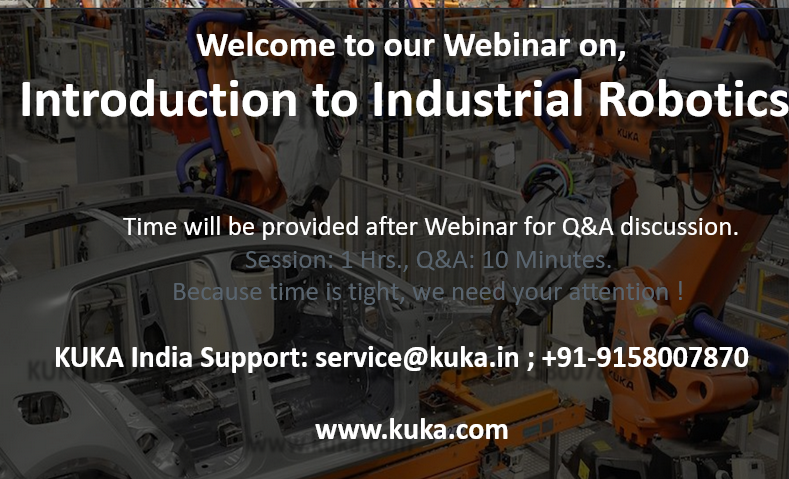 Welcome to our Webinar on,
Introduction to Industrial Robotics
KUKA
Time will be provided after Webinar for Q&A discussion.
Session: 1 Hrs., Q&A: 10 Minutes.
Because time is tight, we need your attention !
KUKA India Support: service@kuka.in ; +91-9158007870
KUKA
www.kuka.com